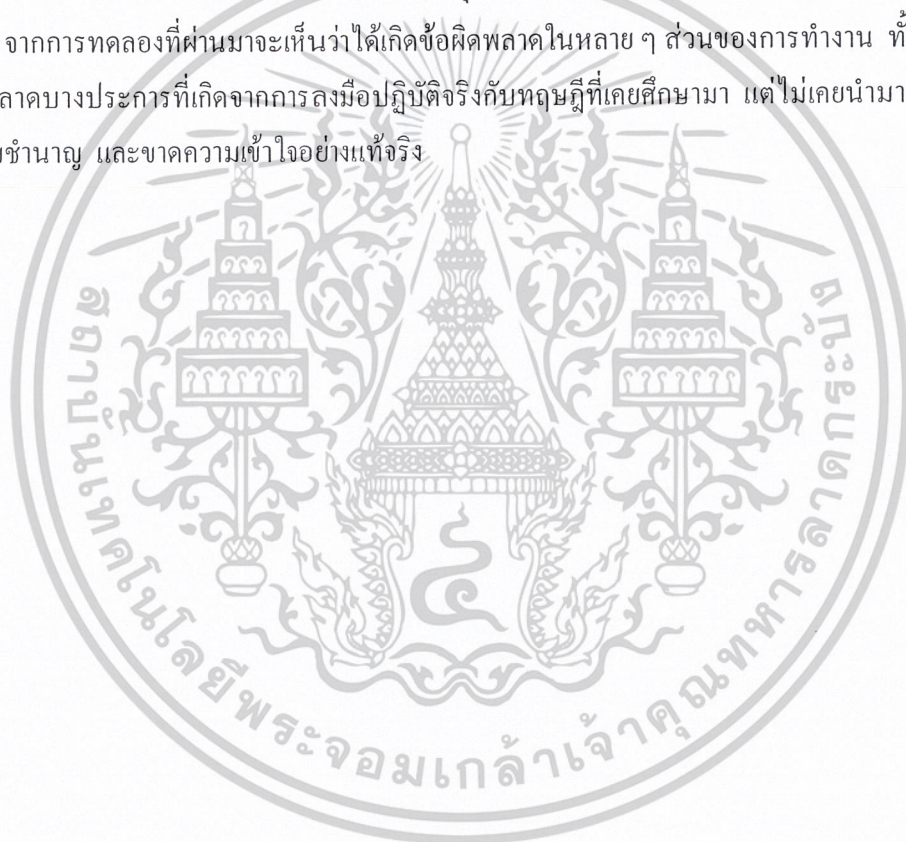 จากการทดลองที่ผ่านมาจะเห็นว่าได้เกิดข้อผิดพลาดในหลาย ๆ ส่วนของการทำงาน ทั้
ลาดบางประการที่เกิดจากการลงมือปฏิบัติจริงกับทฤษฎีที่เคยศึกษามา แต่ไม่เคยนำมา
ชำนาญ และขาดความเข้าใจอย่างแท้จริง
สถาบันเทคโนโลยีพระจอมเกล้าเจ้าคุณทหารลาดกระบัง
๔